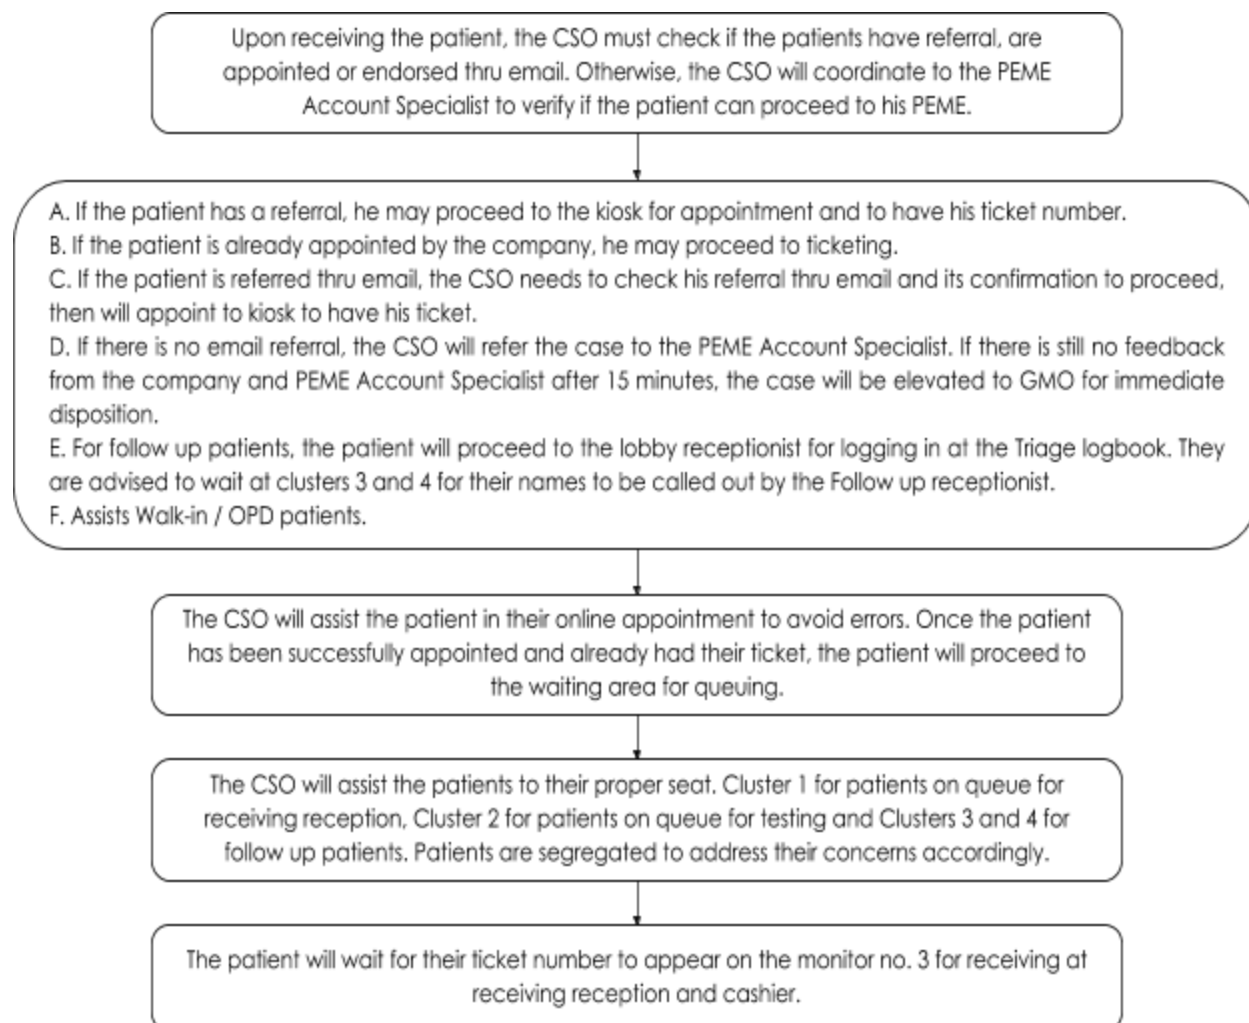 Upon receiving the patient, the CSO must check if the patients have referral, are
appointed or endorsed thru email. Otherwise, the CSO will coordinate to the PEME
Account Specialist to verify if the patient can proceed to his PEME.
A. If the patient has a referral, he may proceed to the kiosk for appointment and to have his ticket number.
B. If the patient is already appointed by the company, he may proceed to ticketing.
C. If the patient is referred thru email, the CSO needs to check his referral thru email and its confirmation to proceed,
then will appoint to kiosk to have his ticket.
D. If there is no email referral, the CSO will refer the case to the PEME Account Specialist. If there is still no feedback
from the company and PEME Account Specialist after 15 minutes, the case will be elevated to GMO for immediate
disposition.
E. For follow up patients, the patient will proceed to the lobby receptionist for logging in at the Triage logbook. They
are advised to wait at clusters 3 and 4 for their names to be called out by the Follow up receptionist.
F. Assists Walk-in / OPD patients.
The CSO will assist the patient in their online appointment to avoid errors. Once the patient
has been successfully appointed and already had their ticket, the patient will proceed to
the waiting area for queuing.
The CSO will assist the patients to their proper seat. Cluster 1 for patients on queue for
receiving reception, Cluster 2 for patients on queue for testing and Clusters 3 and 4 for
follow up patients. Patients are segregated to address their concerns accordingly.
The patient will wait for their ticket number to appear on the monitor no. 3 for receiving at
receiving reception and cashier.